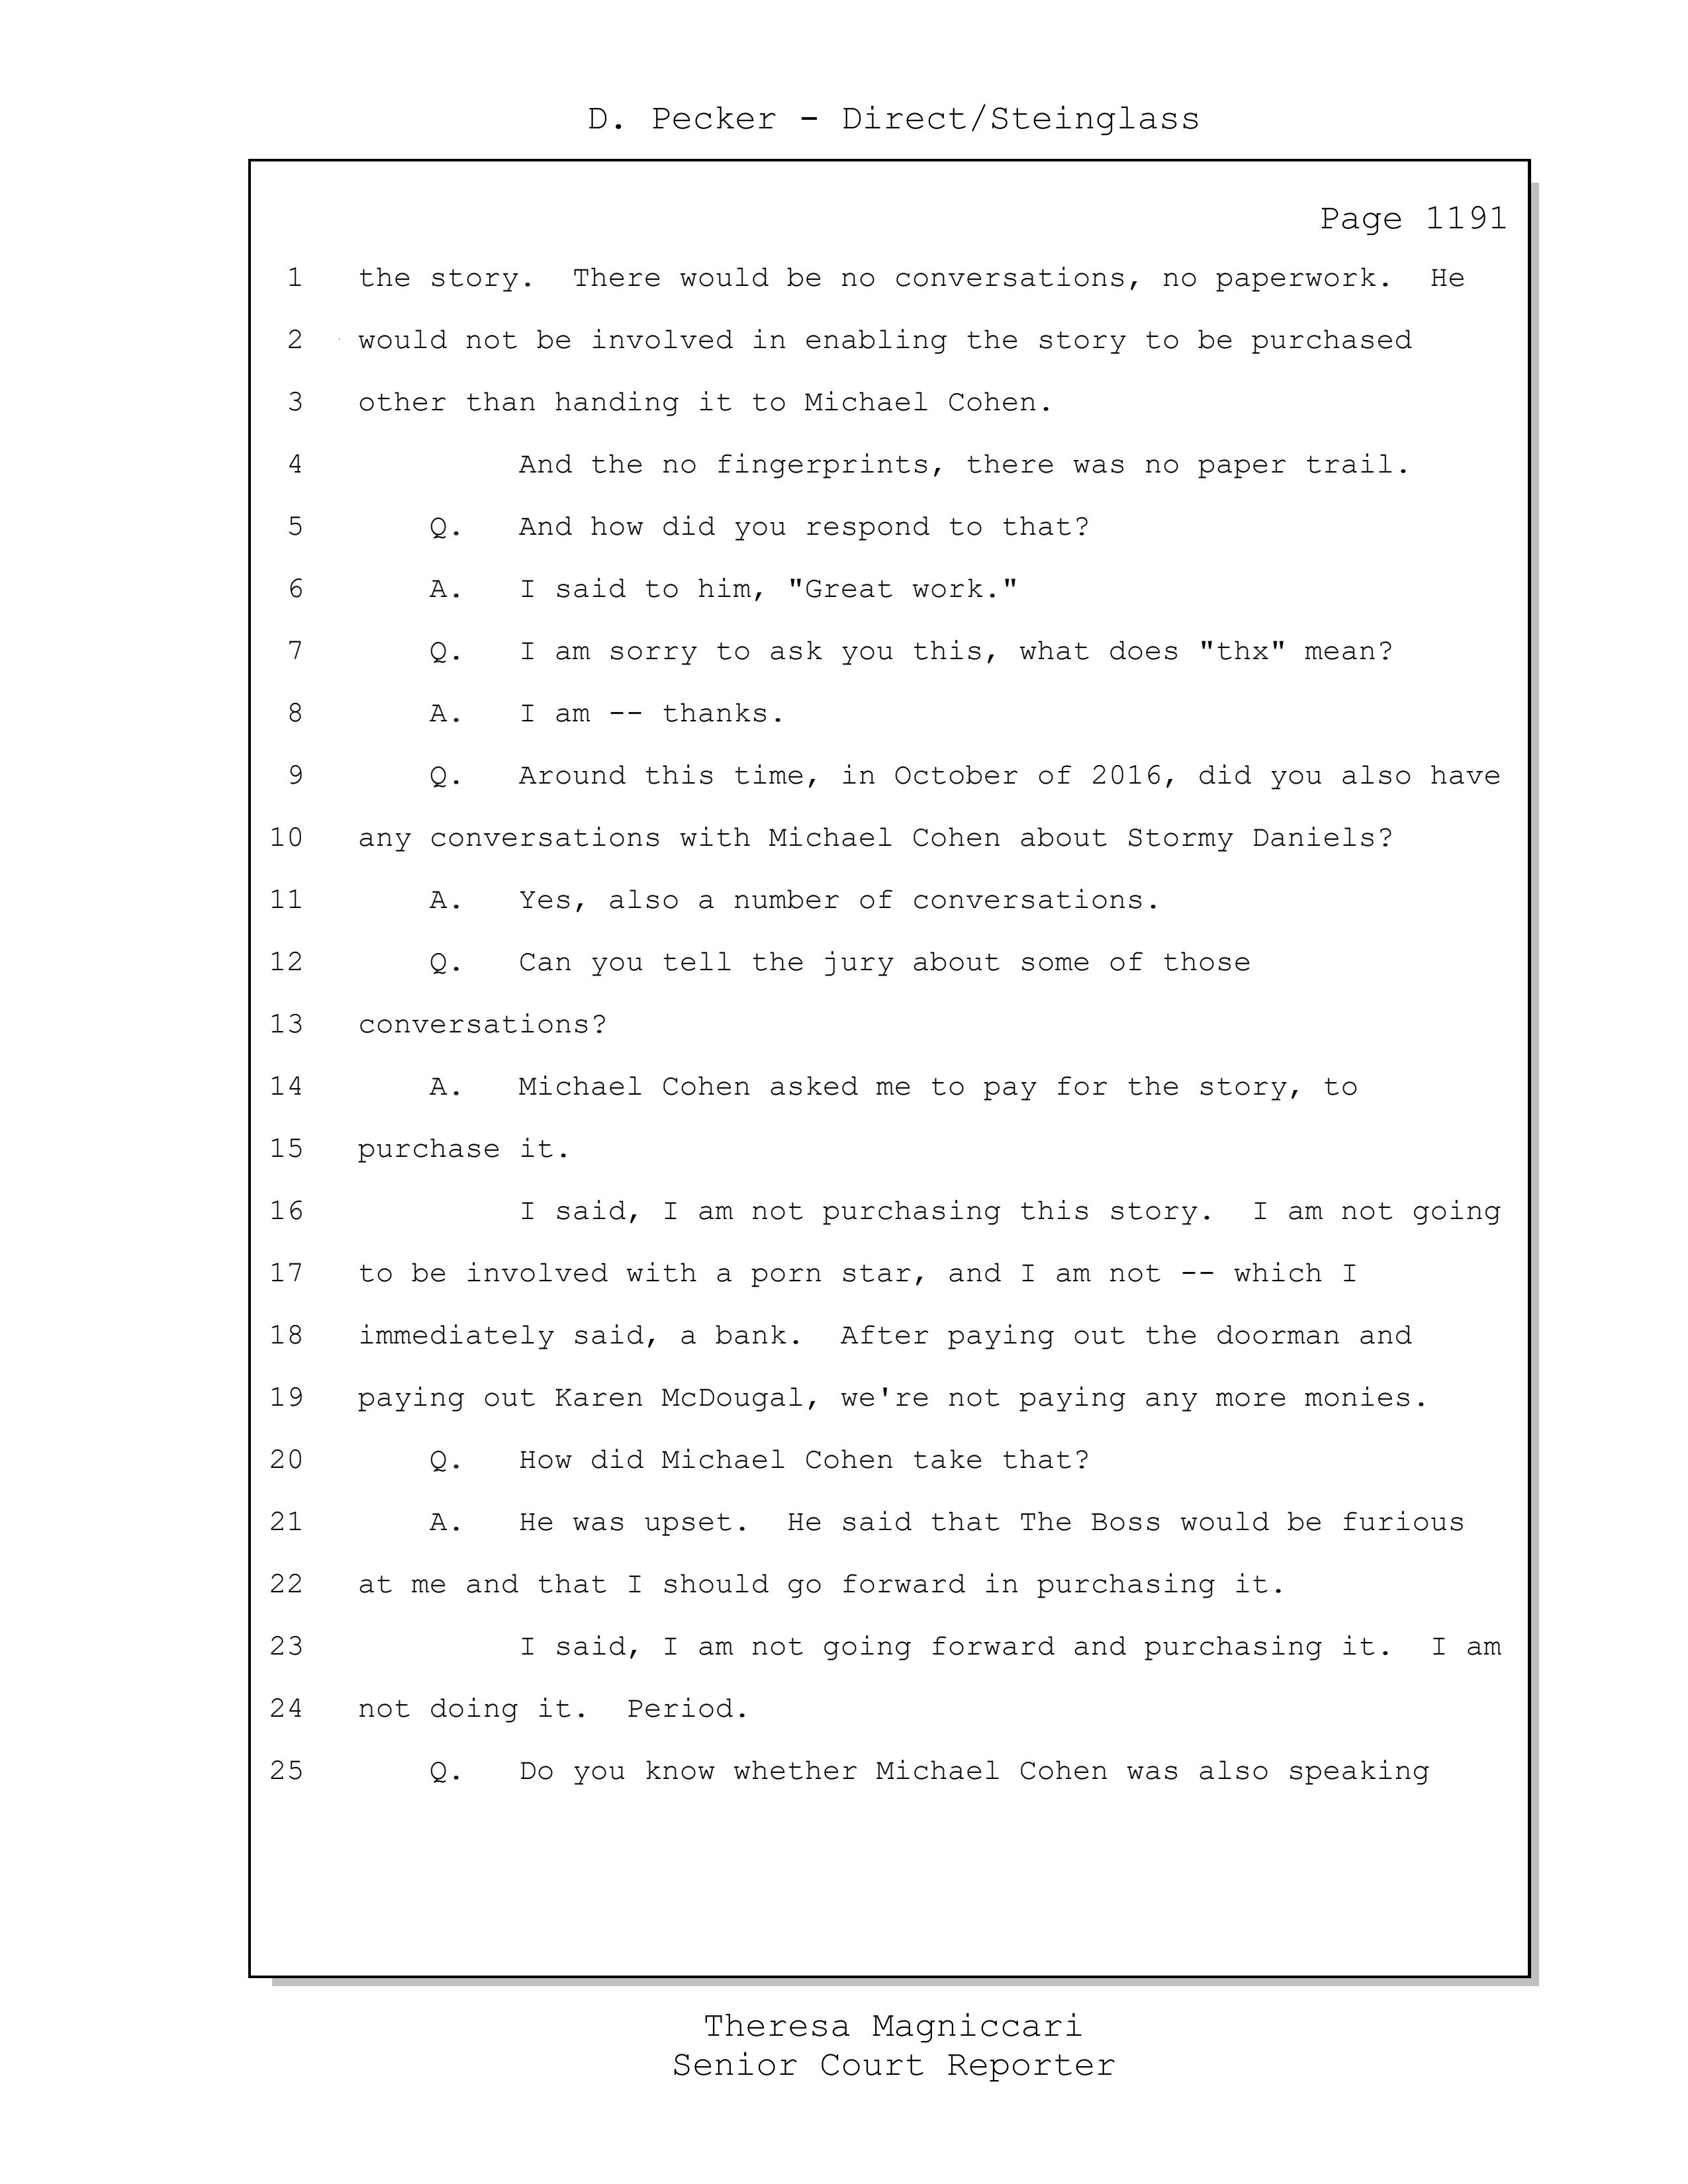 D. Pecker - Direct/Steinglass
Page 1191
1 the story. There would be no conversations, no paperwork. He
2 would not be involved in enabling the story to be purchased
3 other than handing it to Michael Cohen.
4 And the no fingerprints, there was no paper trail.
5 Q. And how did you respond to that?
6 A. I said to him, "Great work."
7 Q. I am sorry to ask you this, what does "thx" mean?
8 A. I am -- thanks.
9 Q. Around this time, in October of 2016, did you also have
10 any conversations with Michael Cohen about Stormy Daniels?
11 A. Yes, also a number of conversations.
12 Q. Can you tell the jury about some of those
13 conversations?
14 A. Michael Cohen asked me to pay for the story, to
15 purchase it.
16 I said, I am not purchasing this story. I am not going
17 to be involved with a porn star, and I am not -- which I
18 immediately said, a bank. After paying out the doorman and
19 paying out Karen McDougal, we're not paying any more monies.
20 Q. How did Michael Cohen take that?
21 A. He was upset. He said that The Boss would be furious
22 at me and that I should go forward in purchasing it.
23 I said, I am not going forward and purchasing it. I am
24 not doing it. Period.
25 Q. Do you know whether Michael Cohen was also speaking
Theresa Magniccari
Senior Court Reporter